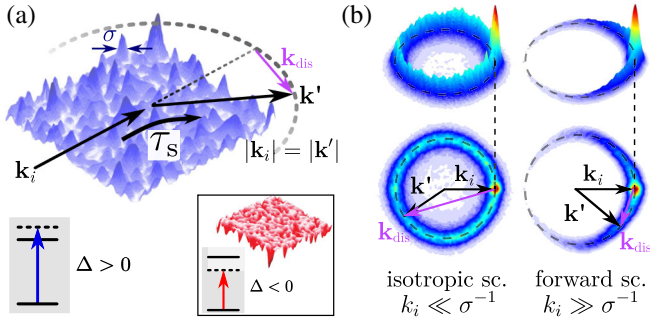 (a)
σ
k_dis
k'
τ_s
|k_i| = |k'|
k_i
Δ > 0
Δ < 0
(b)
k'
k_i
k_dis
k_i
k'
k_dis
isotropic sc.
k_i ≪ σ⁻¹
forward sc.
k_i ≫ σ⁻¹